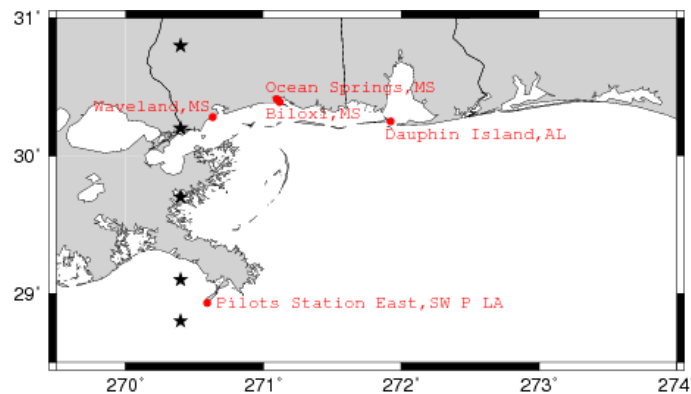 31°
Ocean Springs,MS
Waveland,MS
Biloxi,MS
Dauphin Island,AL
30°
29°
Pilots Station East,SW P LA
270° 271° 272° 273° 274°